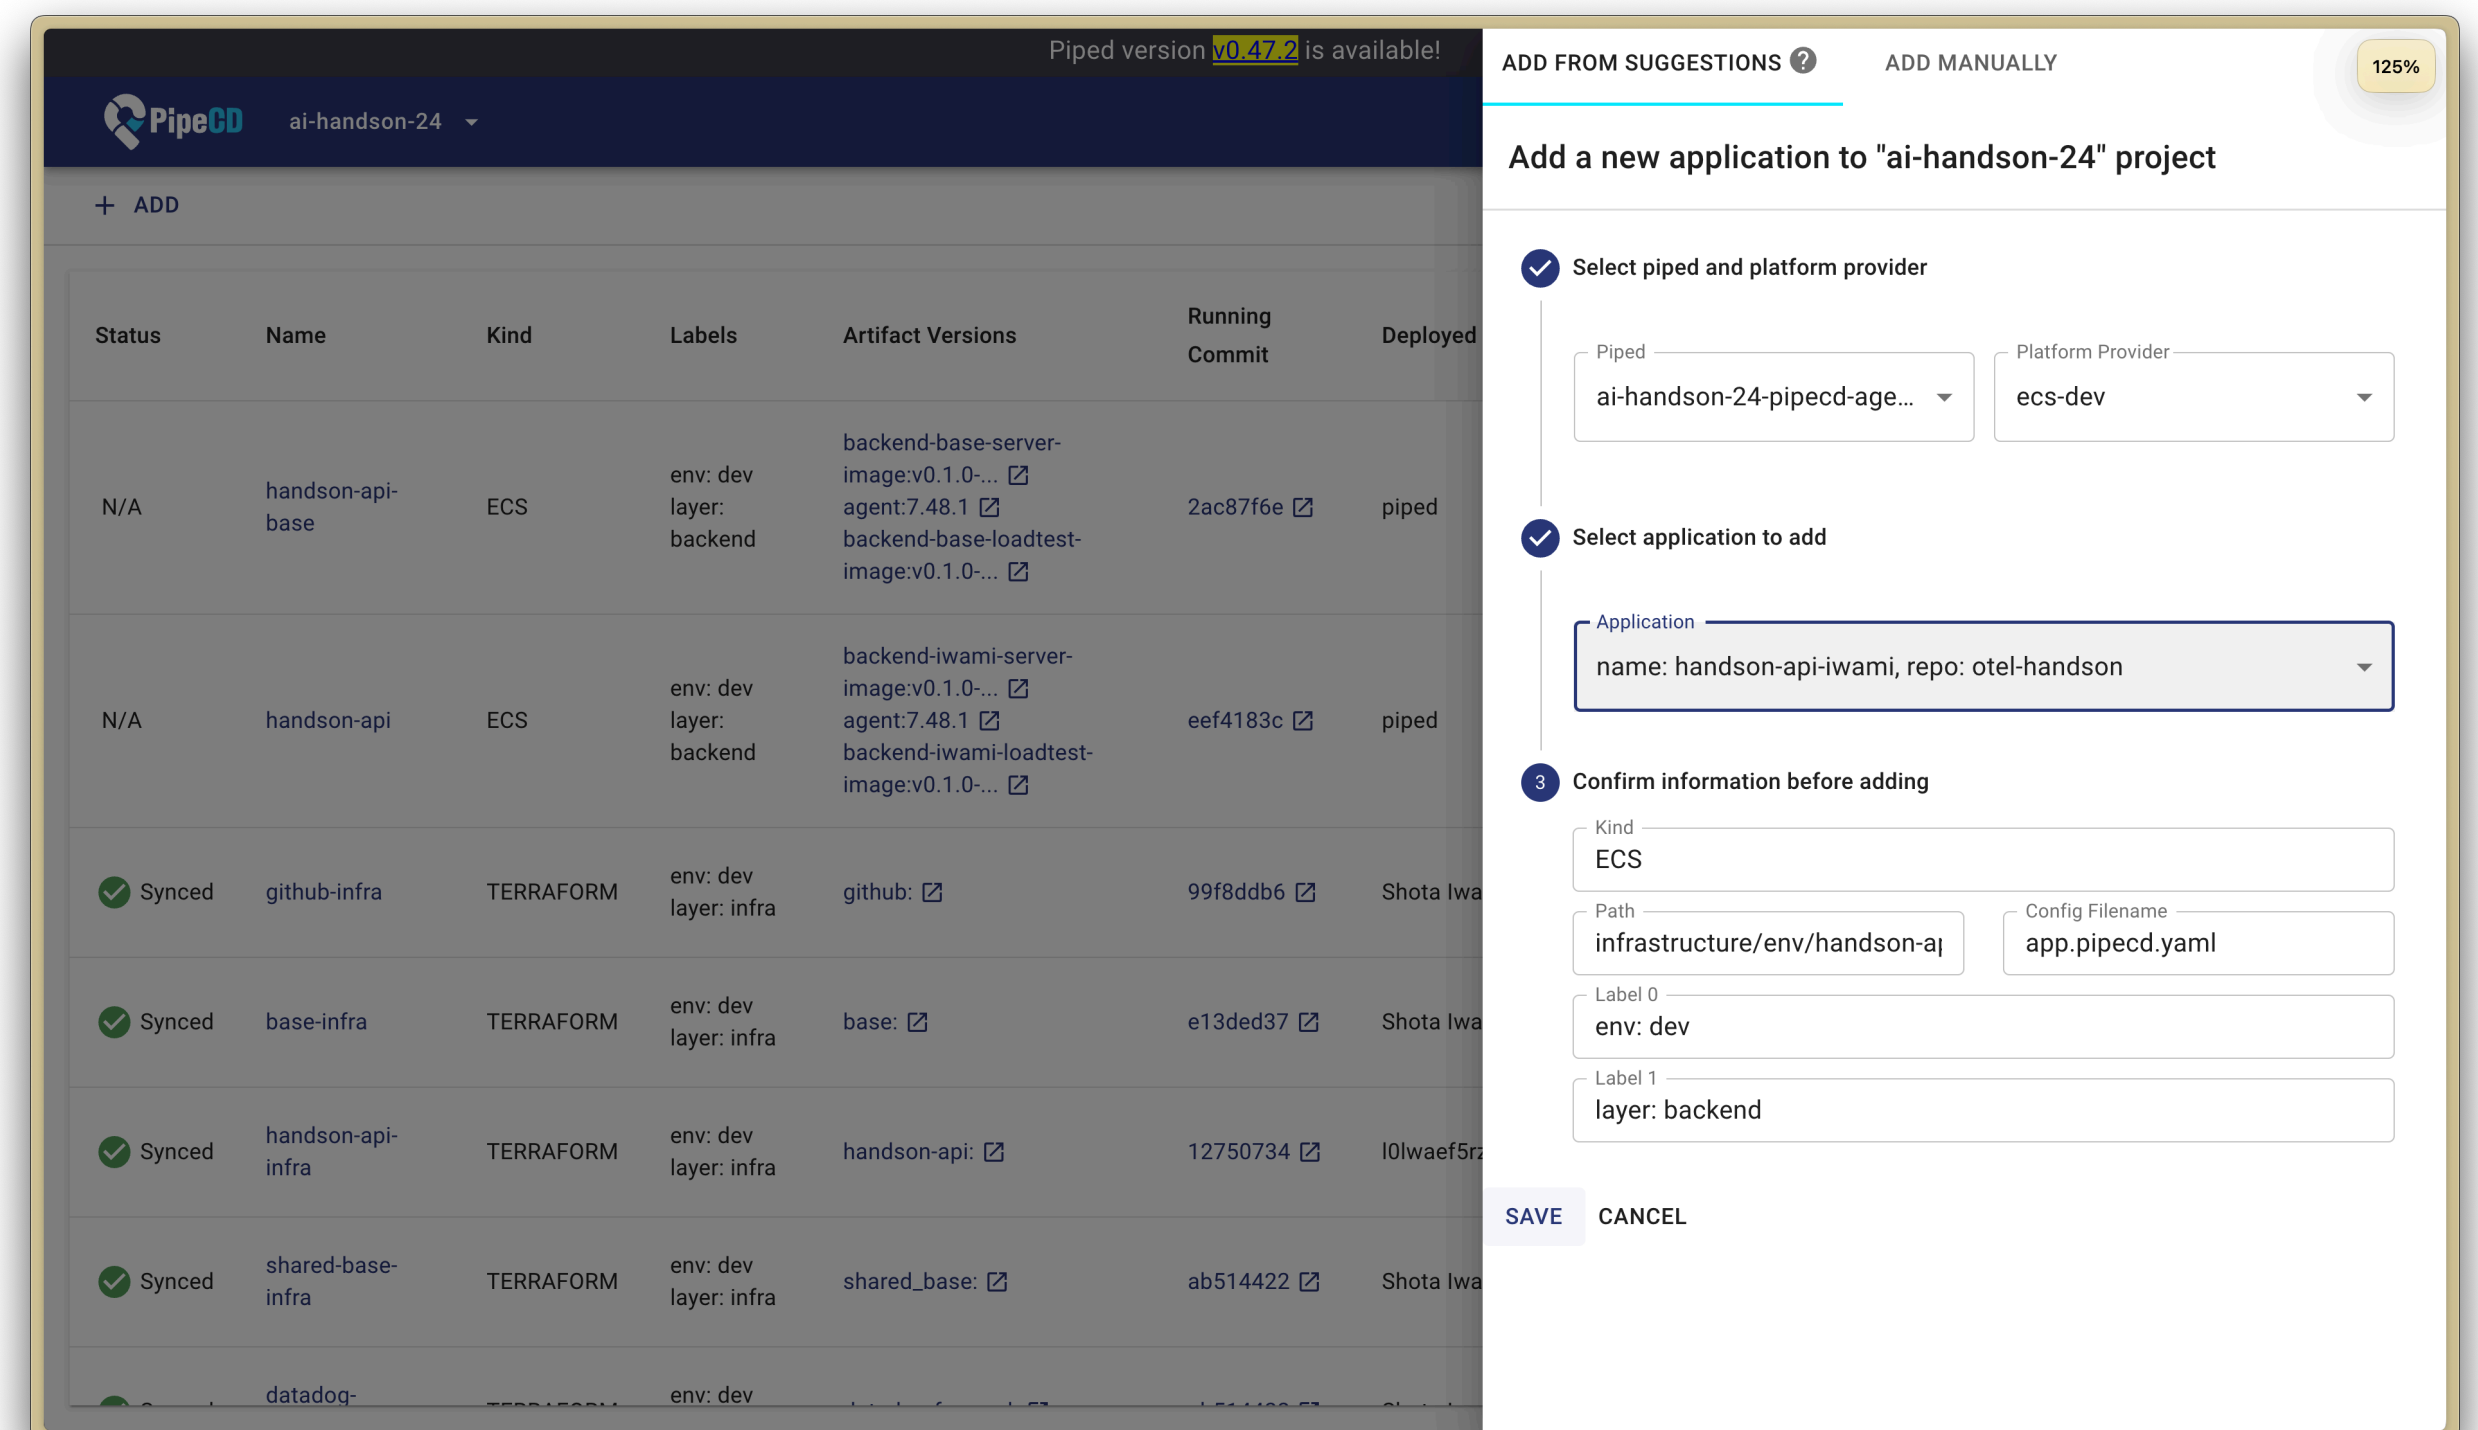 Piped version v0.47.2 is available!
PipeCD
ai-handson-24
+ ADD
Status
Name
Kind
Labels
Artifact Versions
Running
Commit
Deployed
N/A
handson-api-
base
ECS
env: dev
layer:
backend
backend-base-server-
image:v0.1.0-...
agent:7.48.1
backend-base-loadtest-
image:v0.1.0-...
2ac87f6e
piped
N/A
handson-api
ECS
env: dev
layer:
backend
backend-iwami-server-
image:v0.1.0-...
agent:7.48.1
backend-iwami-loadtest-
image:v0.1.0-...
eef4183c
piped
Synced
github-infra
TERRAFORM
env: dev
layer: infra
github:
99f8ddb6
Shota Iwa
Synced
base-infra
TERRAFORM
env: dev
layer: infra
base:
e13ded37
Shota Iwa
Synced
handson-api-
infra
TERRAFORM
env: dev
layer: infra
handson-api:
12750734
Synced
shared-base-
infra
TERRAFORM
env: dev
layer: infra
shared_base:
ab514422
Shota Iwa
datadog-
env: dev
ADD FROM SUGGESTIONS ?
ADD MANUALLY
125%
Add a new application to "ai-handson-24" project
Select piped and platform provider
Piped
ai-handson-24-pipecd-age...
Platform Provider
ecs-dev
Select application to add
Application
name: handson-api-iwami, repo: otel-handson
3 Confirm information before adding
Kind
ECS
Path
infrastructure/env/handson-ap
Config Filename
app.pipecd.yaml
Label 0
env: dev
Label 1
layer: backend
SAVE
CANCEL